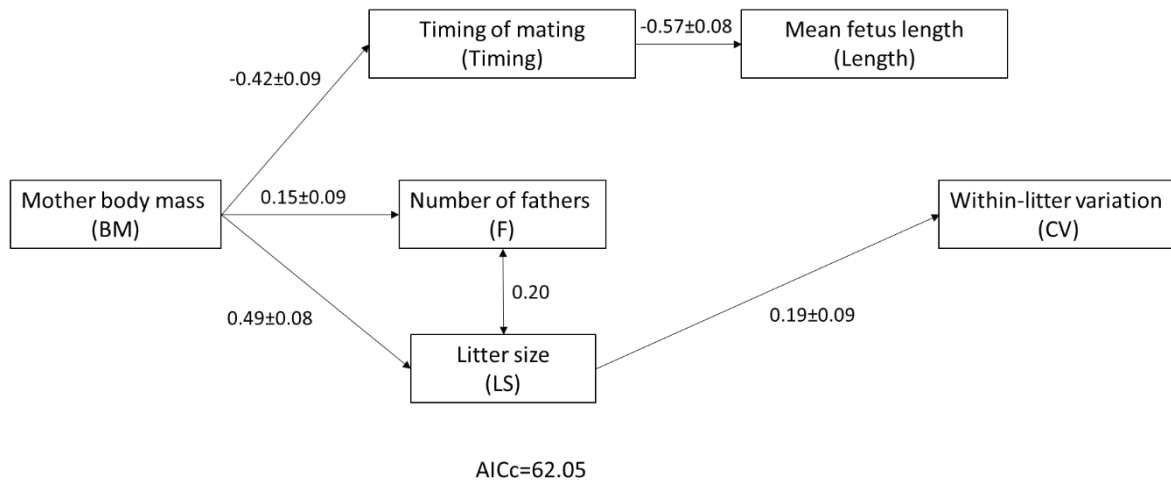 Timing of mating
(Timing)
-0.57±0.08
Mean fetus length
(Length)
-0.42±0.09
Mother body mass
(BM)
0.15±0.09
Number of fathers
(F)
Within-litter variation
(CV)
0.20
0.49±0.08
0.19±0.09
Litter size
(LS)
AICc=62.05